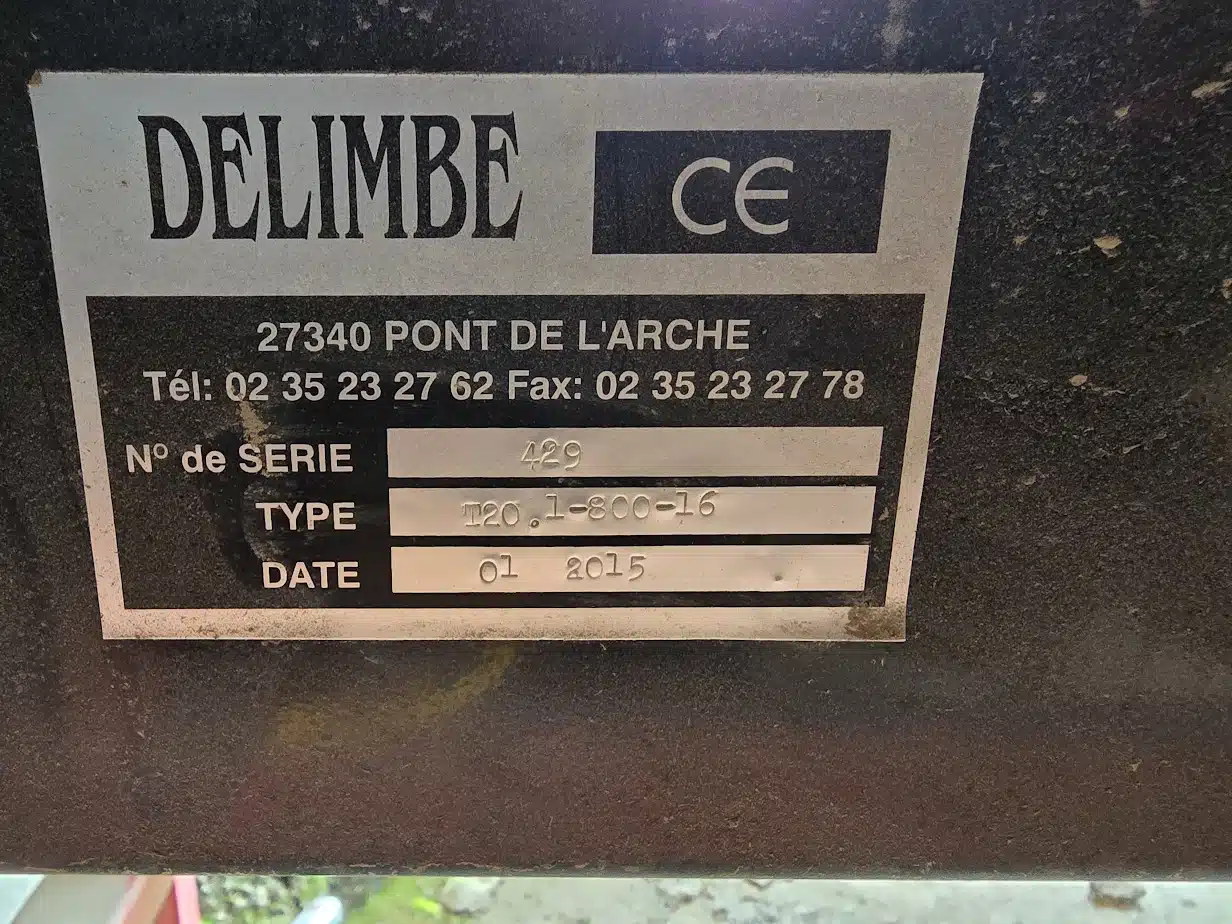 DELIMBE CE
27340 PONT DE L'ARCHE
Tél: 02 35 23 27 62 Fax: 02 35 23 27 78
Nº de SERIE 429
TYPE T20.1-800-16
DATE 01 2015